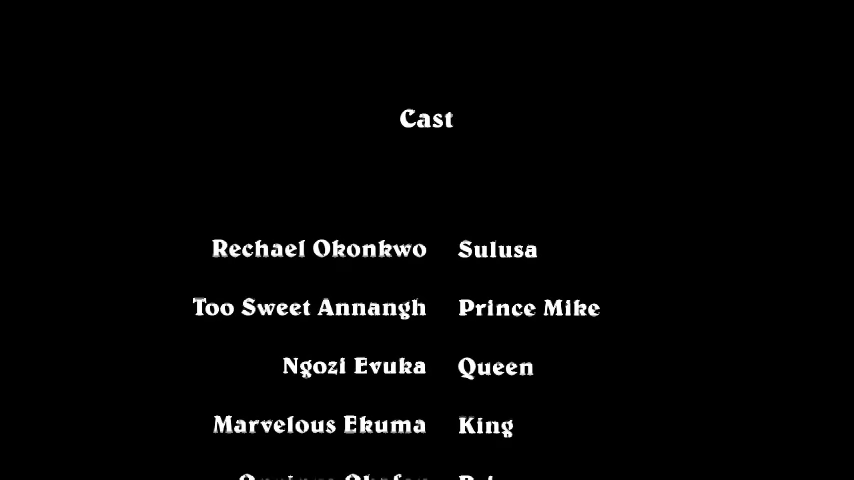 Cast
Rechael Okonkwo Sulusa
Too Sweet Annangh Prince Mike
Ngozi Evuka Queen
Marvelous Ekuma King